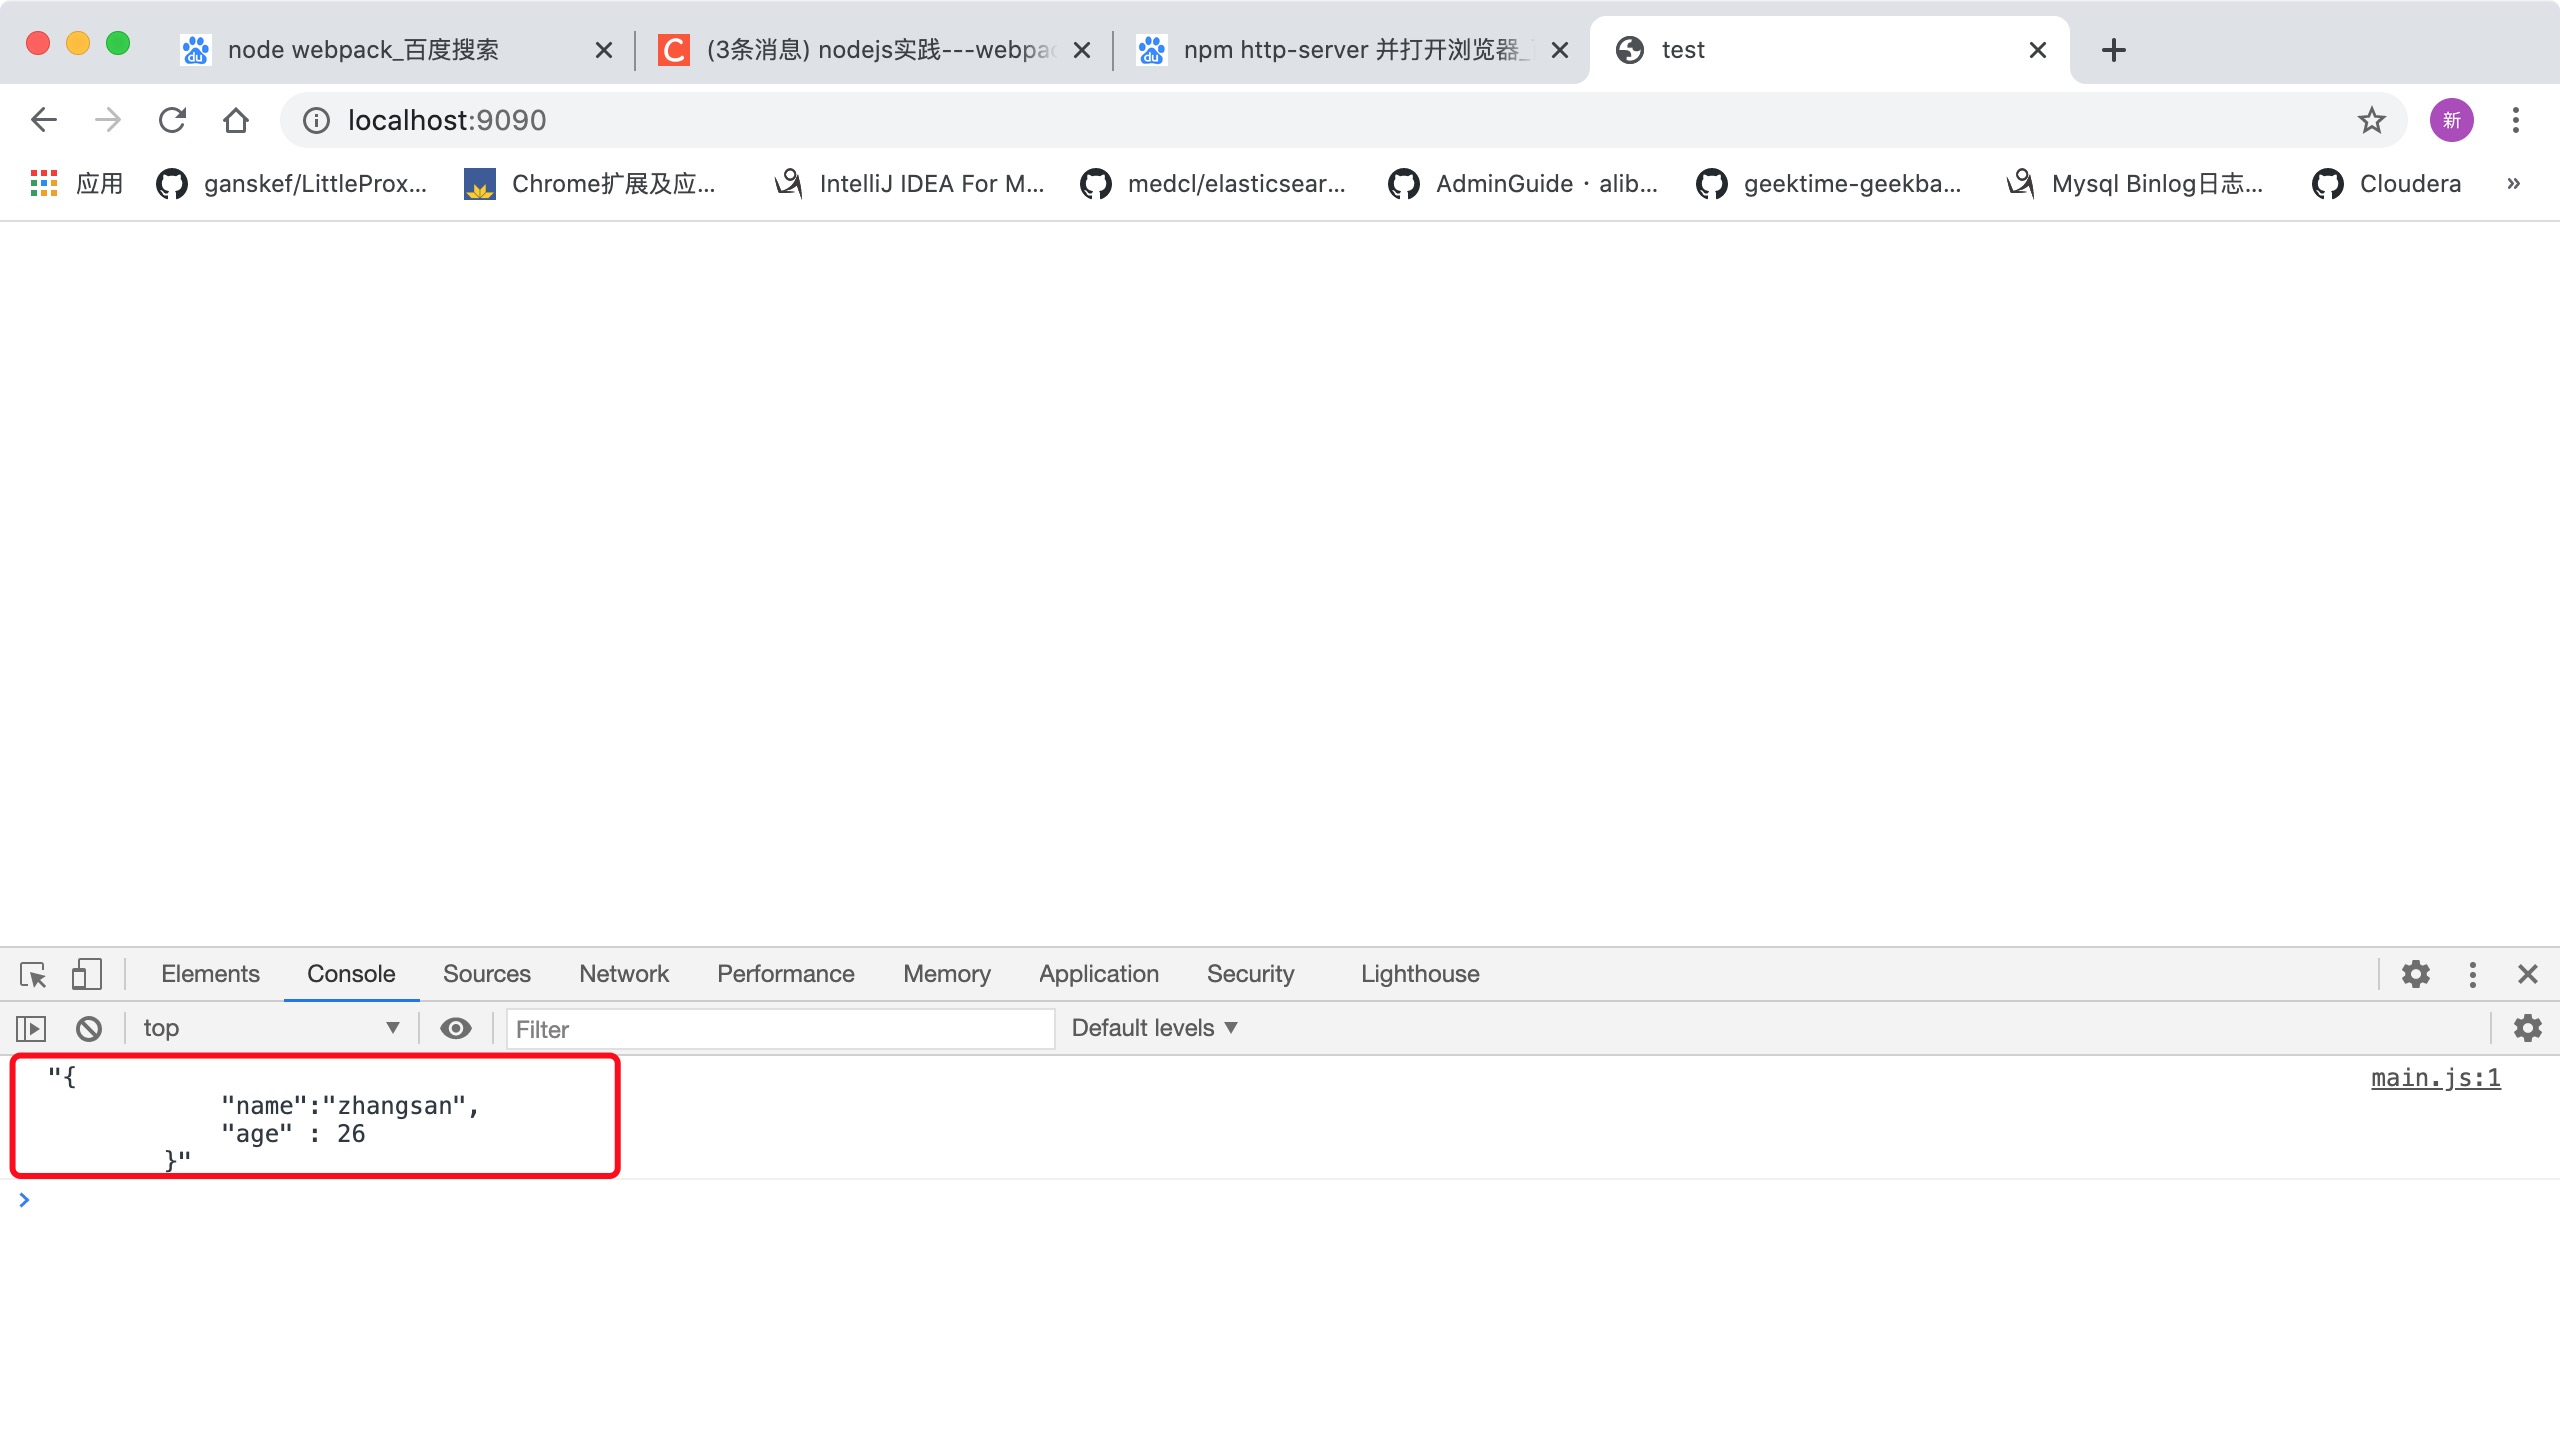 node webpack_百度搜索
(3条消息) nodejs实践---webpac
npm http-server 并打开浏览器_
test
localhost:9090
新
应用
ganskef/LittleProx...
Chrome扩展及应...
IntelliJ IDEA For M...
medcl/elasticsear...
AdminGuide · alib...
geektime-geekba...
Mysql Binlog日志...
Cloudera
»
Elements
Console
Sources
Network
Performance
Memory
Application
Security
Lighthouse
top
Filter
Default levels
"{
"name":"zhangsan",
"age" : 26
}"
main.js:1